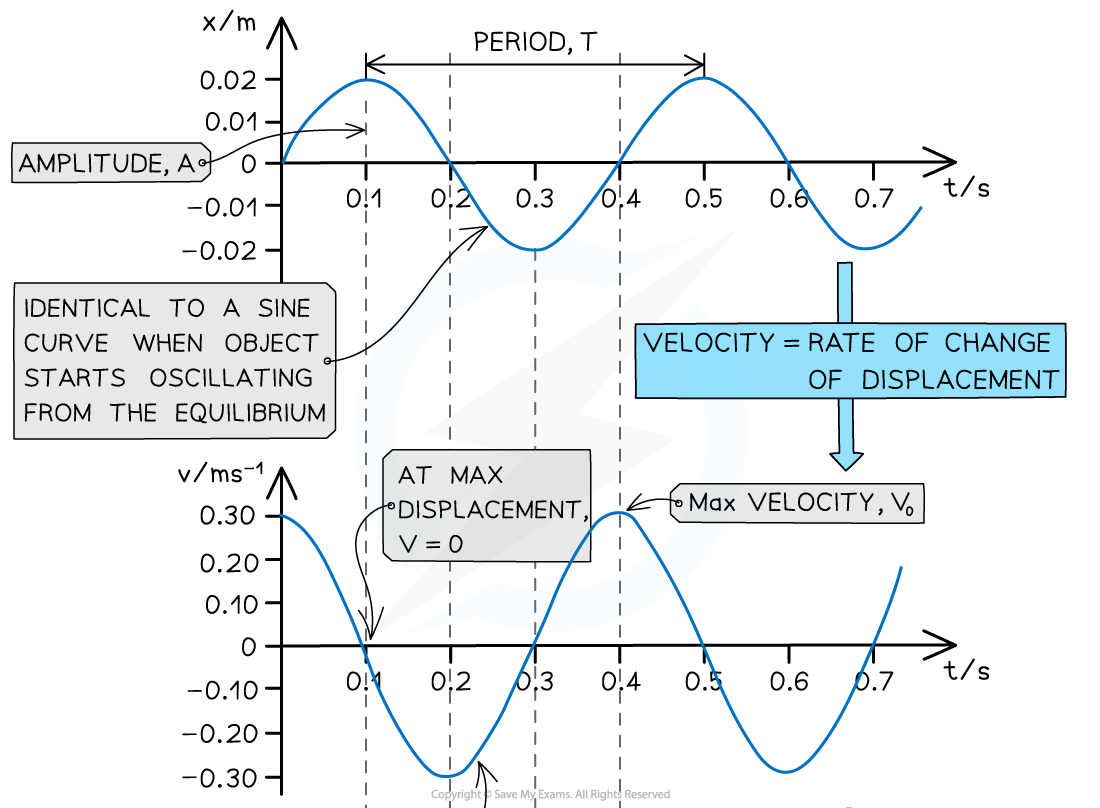 x/m
PERIOD, T
0.02
0.01
AMPLITUDE, A
0
0.1 0.2 0.3 0.4 0.5 0.6 0.7
t/s
-0.01
-0.02
IDENTICAL TO A SINE
CURVE WHEN OBJECT
STARTS OSCILLATING
FROM THE EQUILIBRIUM
VELOCITY = RATE OF CHANGE
OF DISPLACEMENT
v/ms⁻¹
AT MAX
DISPLACEMENT,
V = 0
Max VELOCITY, V₀
0.30
0.20
0.10
0
0.1 0.2 0.3 0.4 0.5 0.6 0.7
t/s
-0.10
-0.20
-0.30
Copyright © Save My Exams. All Rights Reserved